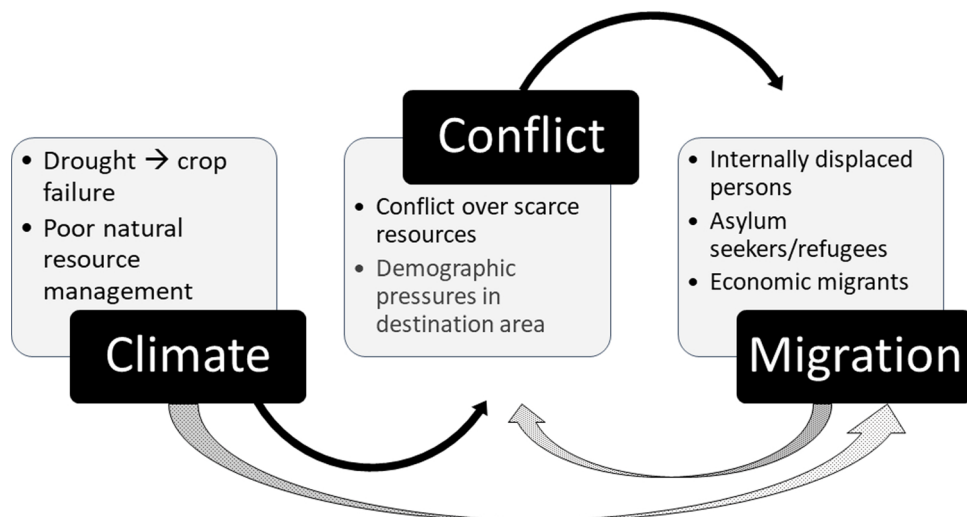 • Drought → crop
failure
• Poor natural
resource
management
Climate
Conflict
• Conflict over scarce
resources
• Demographic
pressures in
destination area
• Internally displaced
persons
• Asylum
seekers/refugees
• Economic migrants
Migration